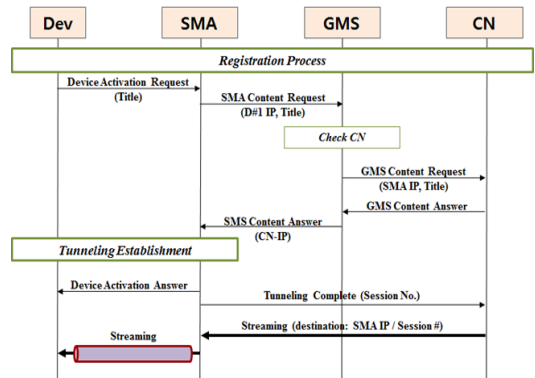 Dev
SMA
GMS
CN
Registration Process
Device Activation Request
(Title)
SMA Content Request
(D#1 IP, Title)
Check CN
GMS Content Request
(SMA IP, Title)
GMS Content Answer
SMS Content Answer
(CN-IP)
Tunneling Establishment
Device Activation Answer
Tunneling Complete (Session No.)
Streaming (destination: SMA IP / Session #)
Streaming